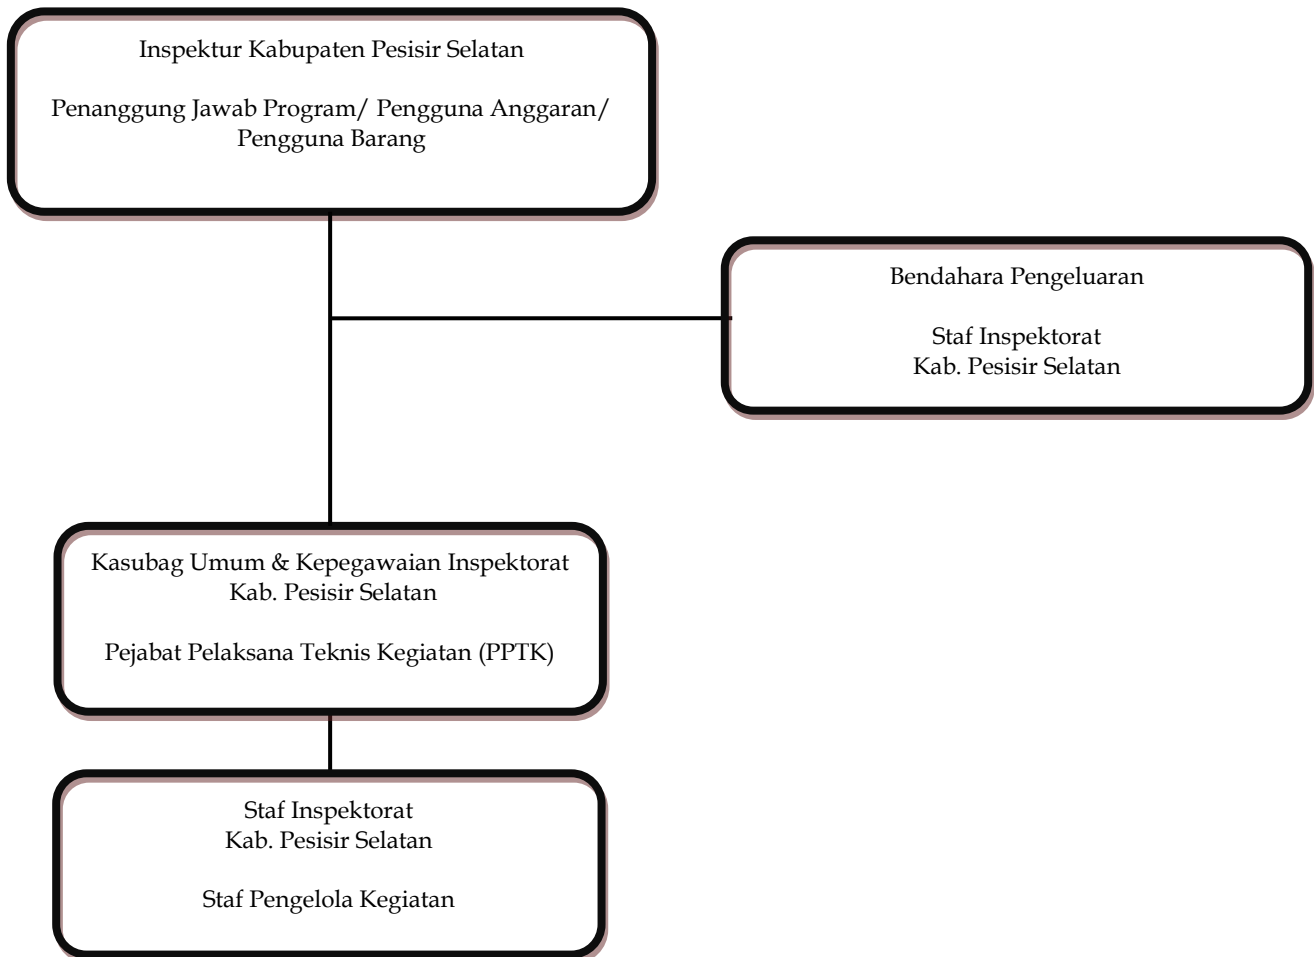 Inspektur Kabupaten Pesisir Selatan
Penanggung Jawab Program/ Pengguna Anggaran/
Pengguna Barang
Bendahara Pengeluaran
Staf Inspektorat
Kab. Pesisir Selatan
Kasubag Umum & Kepegawaian Inspektorat
Kab. Pesisir Selatan
Pejabat Pelaksana Teknis Kegiatan (PPTK)
Staf Inspektorat
Kab. Pesisir Selatan
Staf Pengelola Kegiatan